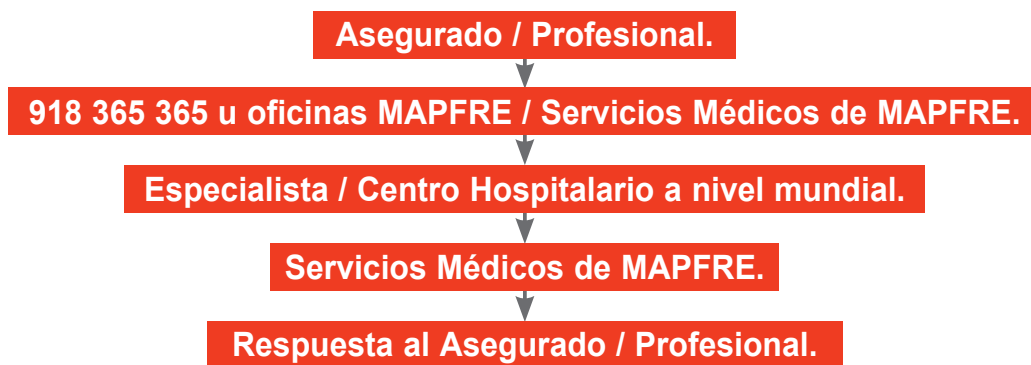 Asegurado / Profesional.
918 365 365 u oficinas MAPFRE / Servicios Médicos de MAPFRE.
Especialista / Centro Hospitalario a nivel mundial.
Servicios Médicos de MAPFRE.
Respuesta al Asegurado / Profesional.